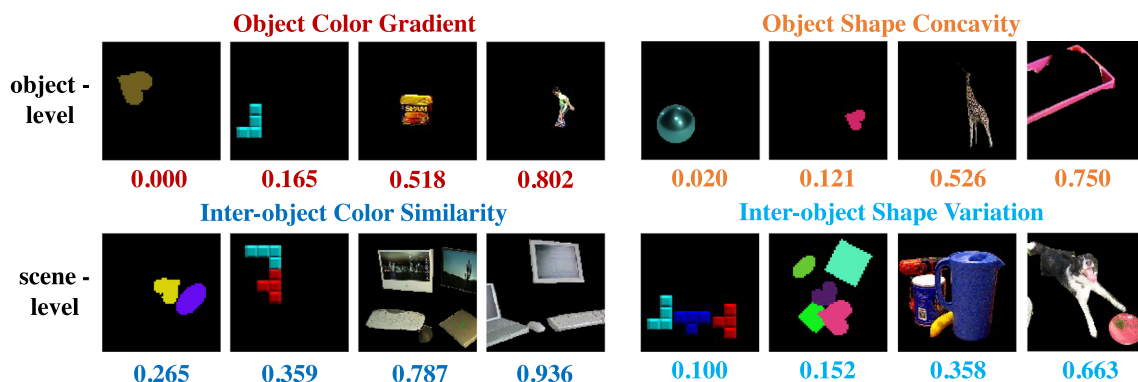 Object Color Gradient Object Shape Concavity
object -
level
SPAM
0.000 0.165 0.518 0.802 0.020 0.121 0.526 0.750
Inter-object Color Similarity Inter-object Shape Variation
scene -
level
0.265 0.359 0.787 0.936 0.100 0.152 0.358 0.663